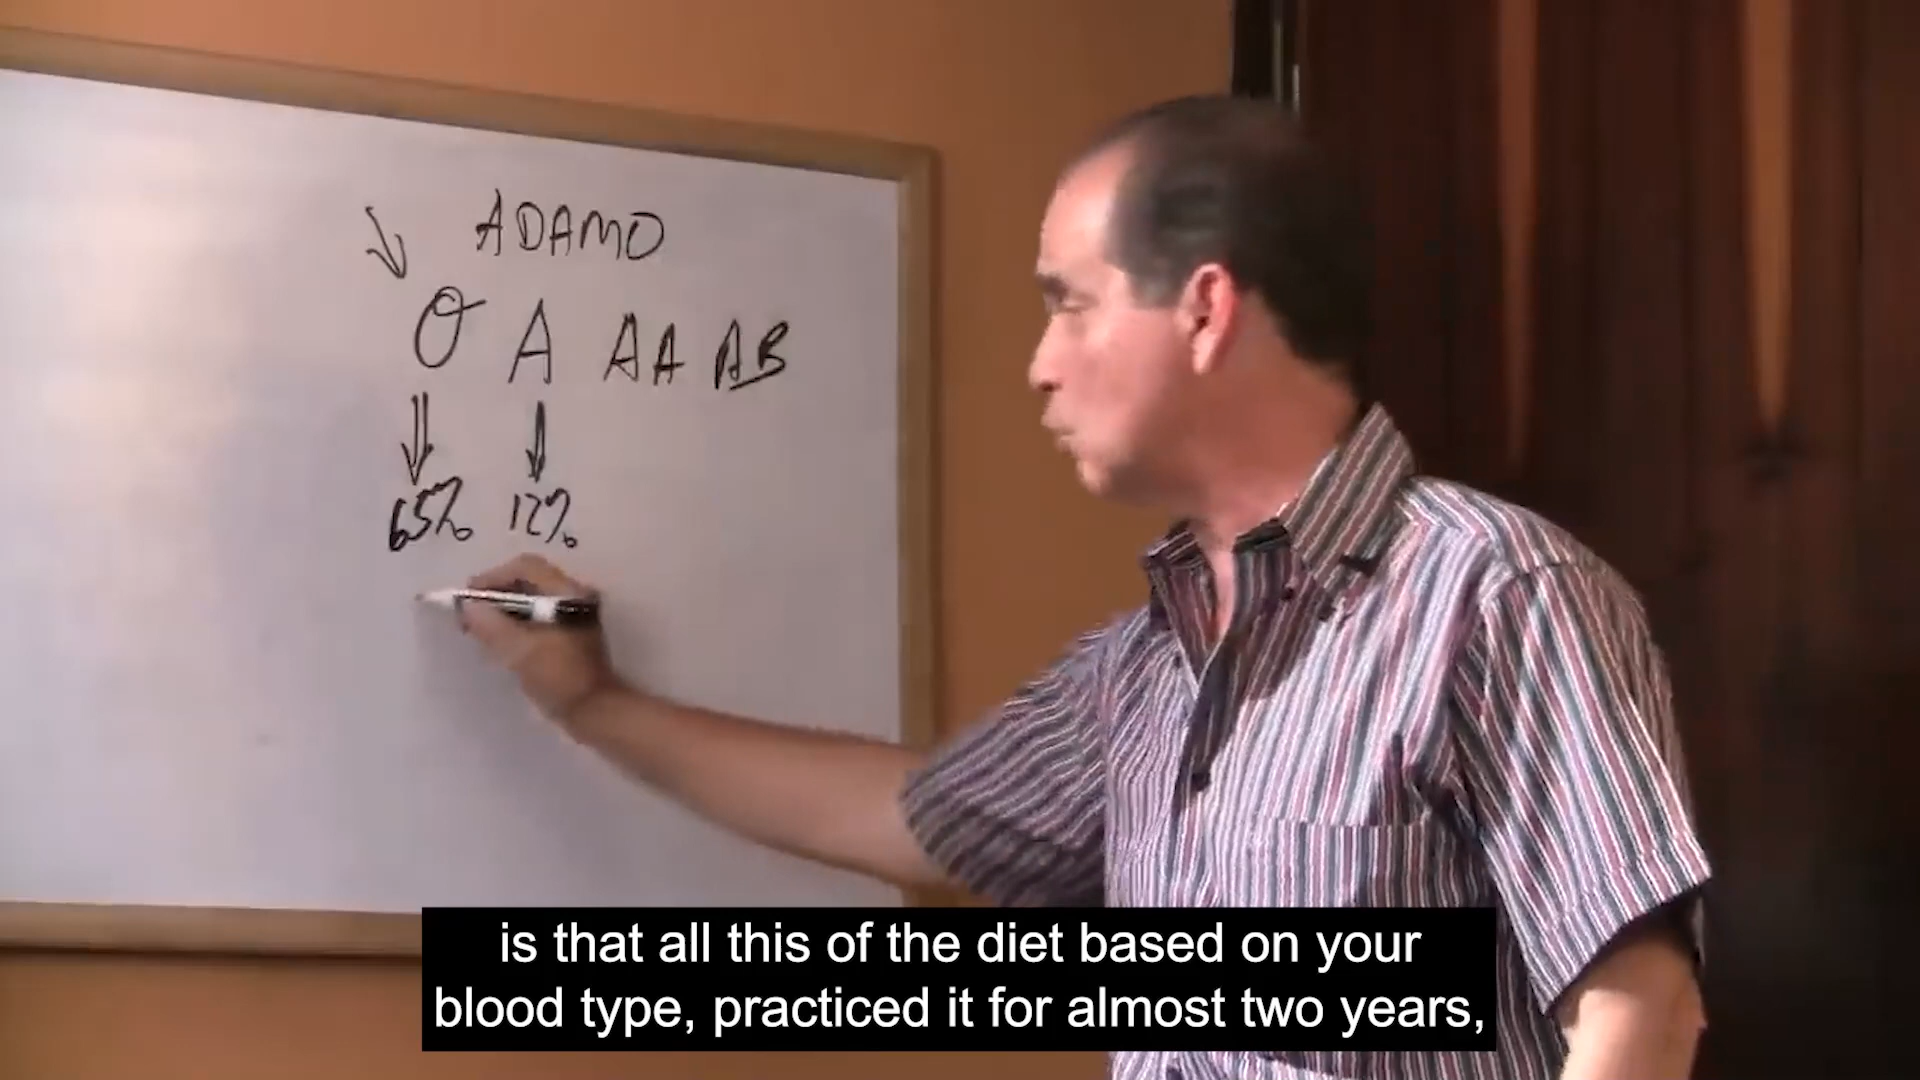 ADAMO
O A AA AB
65% 12%
is that all this of the diet based on your
blood type, practiced it for almost two years,